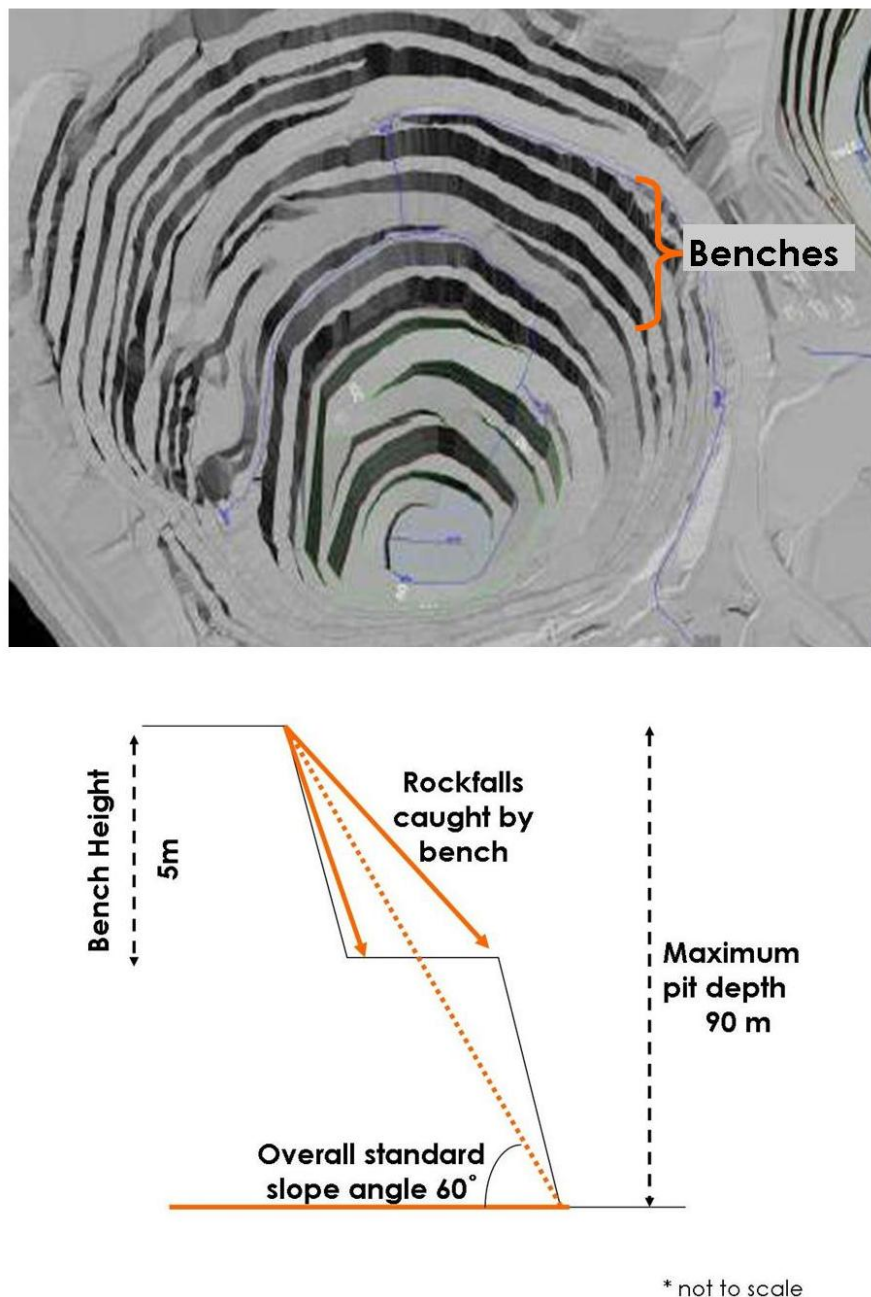 Benches
Bench Height
5m
Rockfalls
caught by
bench
Maximum
pit depth
90 m
Overall standard
slope angle 60°
* not to scale